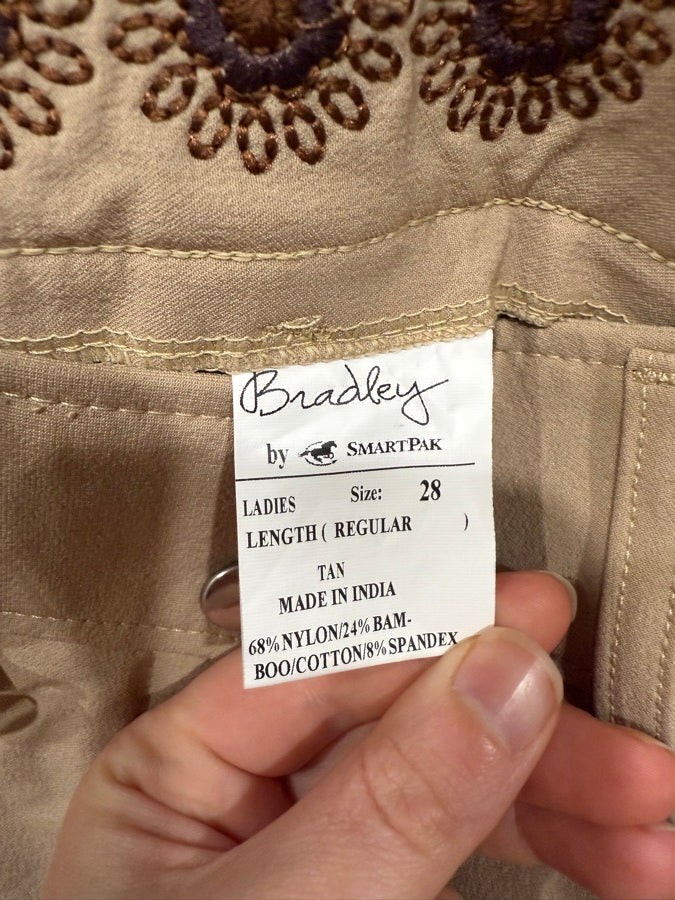 Bradley
by SMARTPAK
LADIES Size: 28
LENGTH ( REGULAR )
TAN
MADE IN INDIA
68% NYLON/24% BAM-
BOO/COTTON/8% SPANDEX